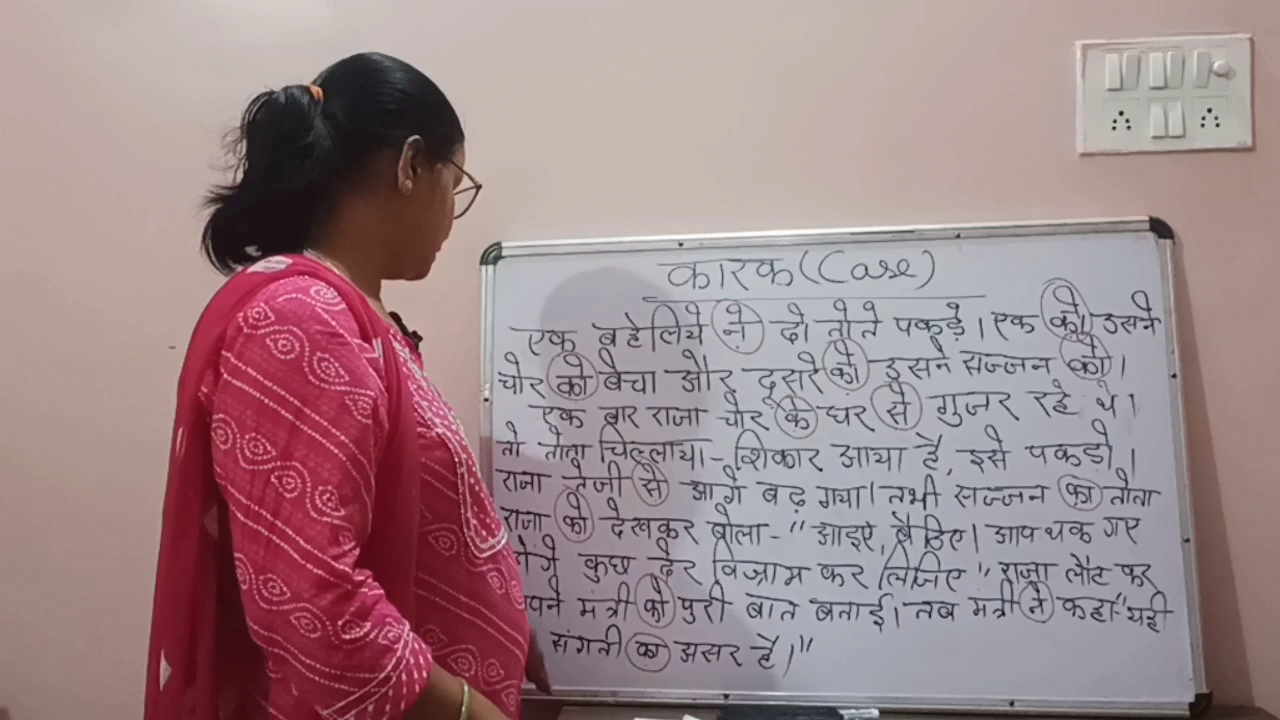 कारक (Case)
एक बहेलिये ने दो तोते पकड़े। एक को उसने
चोर को बेचा और दूसरे को उसने सज्जन को।
एक बार राजा चोर के घर से गुजर रहे थे।
तो तोता चिल्लाया - शिकार आया है, इसे पकडो।
राजा तेजी से आगे बढ़ गया। तभी सज्जन का तोता
राजा को देखकर बोला - "आइए, बैठिए। आप थक गए
होंगे कुछ देर विश्राम कर लिजिए" राजा लौट कर
अपने मंत्री को पुरी बात बताई। तब मंत्री ने कहा "यही
संगती का असर है।"